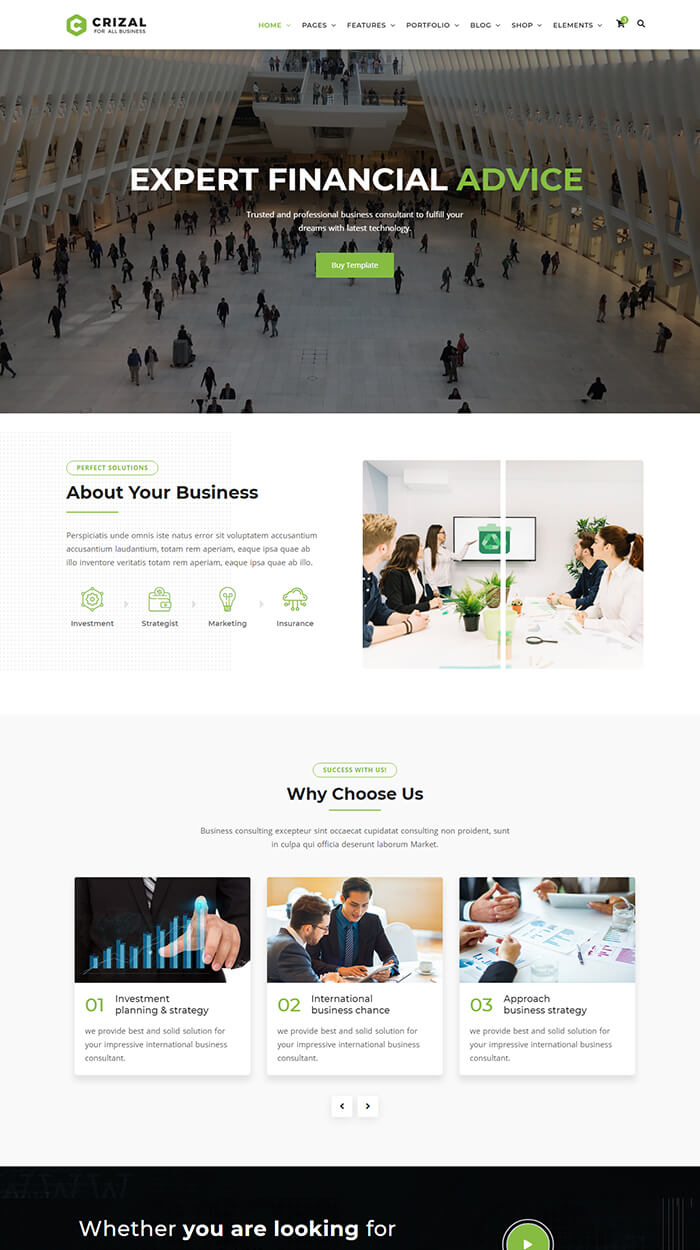 CRIZAL
FOR ALL BUSINESS
HOME PAGES FEATURES PORTFOLIO BLOG SHOP ELEMENTS 3
EXPERT FINANCIAL ADVICE
Trusted and professional business consultant to fulfill your
dreams with latest technology.
Buy Template
PERFECT SOLUTIONS
About Your Business
Perspiciatis unde omnis iste natus error sit voluptatem accusantium
accusantium laudantium, totam rem aperiam, eaque ipsa quae ab
illo inventore veritatis totam rem aperiam, eaque ipsa quae ab illo.
Investment Strategist Marketing Insurance
SUCCESS WITH US!
Why Choose Us
Business consulting excepteur sint occaecat cupidatat consulting non proident, sunt
in culpa qui officia deserunt laborum Market.
01 Investment
planning & strategy
we provide best and solid solution for
your impressive international business
consultant.
02 International
business chance
we provide best and solid solution for
your impressive international business
consultant.
03 Approach
business strategy
we provide best and solid solution for
your impressive international business
consultant.
Whether you are looking for